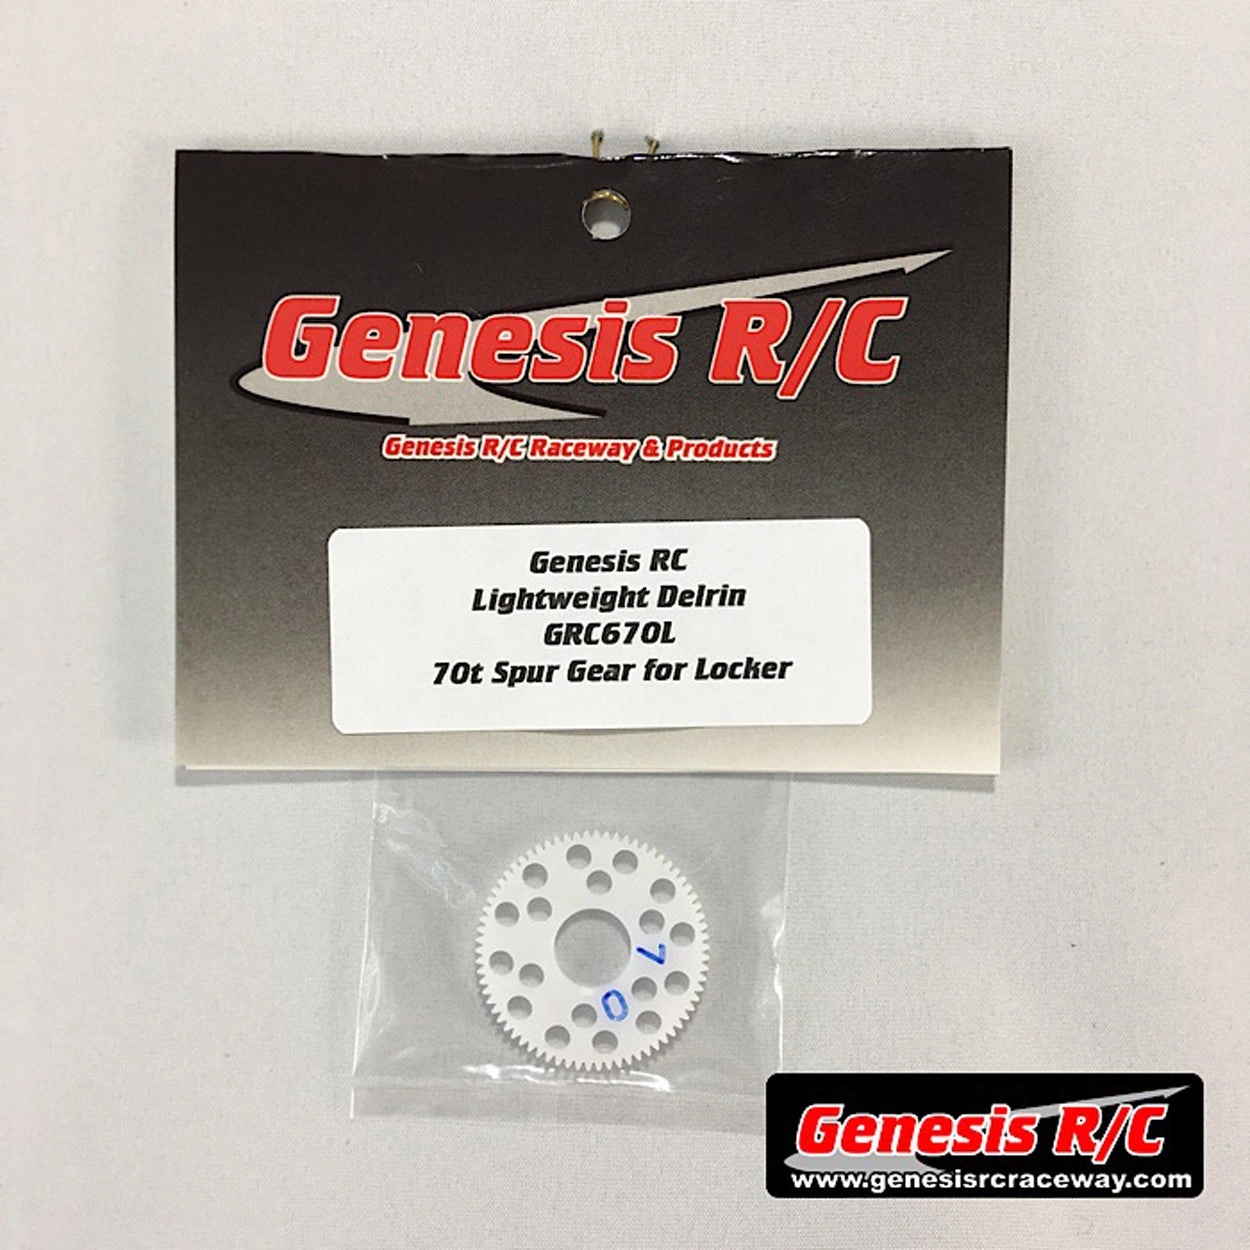 Genesis R/C
Genesis R/C Raceway & Products
Genesis RC
Lightweight Delrin
GRC670L
70t Spur Gear for Locker
70
Genesis R/C
www.genesisrcraceway.com